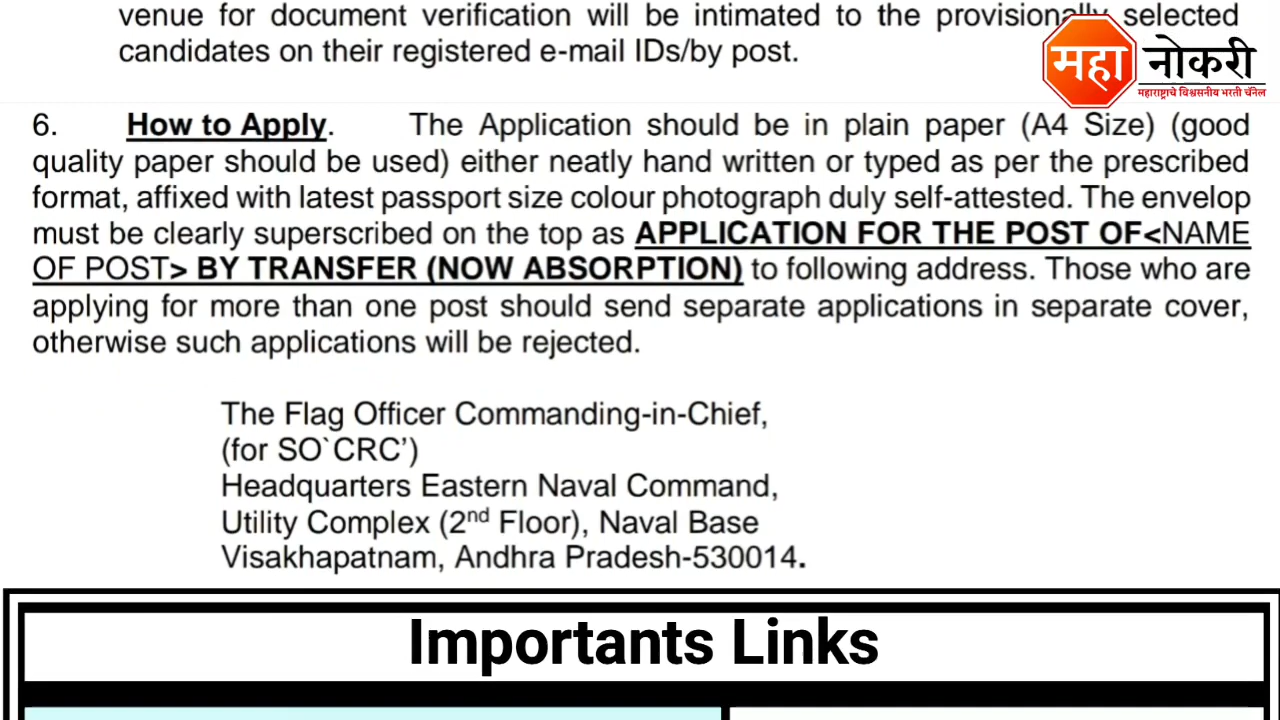 venue for document verification will be intimated to the provisionally selected
candidates on their registered e-mail IDs/by post.
महा नोकरी
महाराष्ट्राचे विश्वसनीय भरती चॅनेल
6. How to Apply. The Application should be in plain paper (A4 Size) (good
quality paper should be used) either neatly hand written or typed as per the prescribed
format, affixed with latest passport size colour photograph duly self-attested. The envelop
must be clearly superscribed on the top as APPLICATION FOR THE POST OF<NAME
OF POST> BY TRANSFER (NOW ABSORPTION) to following address. Those who are
applying for more than one post should send separate applications in separate cover,
otherwise such applications will be rejected.
The Flag Officer Commanding-in-Chief,
(for SO`CRC’)
Headquarters Eastern Naval Command,
Utility Complex (2nd Floor), Naval Base
Visakhapatnam, Andhra Pradesh-530014.
Importants Links